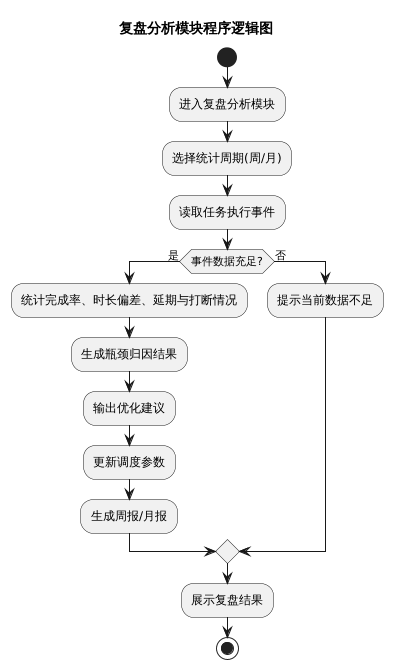 复盘分析模块程序逻辑图
进入复盘分析模块
选择统计周期(周/月)
读取任务执行事件
事件数据充足?
是
否
统计完成率、时长偏差、延期与打断情况
提示当前数据不足
生成瓶颈归因结果
输出优化建议
更新调度参数
生成周报/月报
展示复盘结果